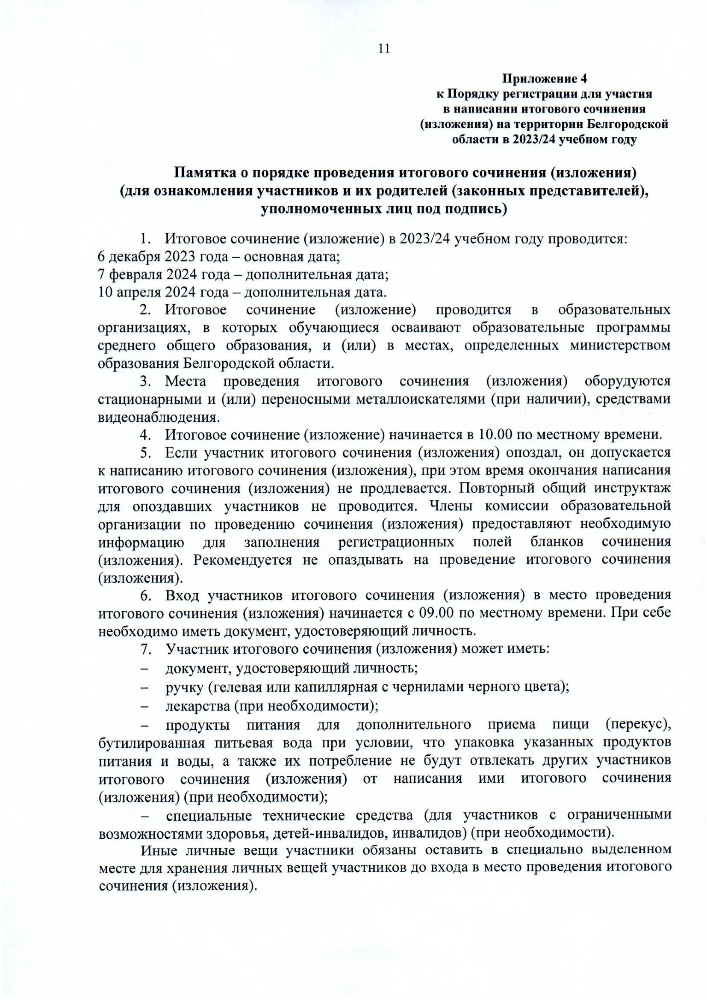 11
Приложение 4
к Порядку регистрации для участия
в написании итогового сочинения
(изложения) на территории Белгородской
области в 2023/24 учебном году
Памятка о порядке проведения итогового сочинения (изложения)
(для ознакомления участников и их родителей (законных представителей),
уполномоченных лиц под подпись)
1. Итоговое сочинение (изложение) в 2023/24 учебном году проводится:
6 декабря 2023 года – основная дата;
7 февраля 2024 года – дополнительная дата;
10 апреля 2024 года – дополнительная дата.
2. Итоговое сочинение (изложение) проводится в образовательных
организациях, в которых обучающиеся осваивают образовательные программы
среднего общего образования, и (или) в местах, определенных министерством
образования Белгородской области.
3. Места проведения итогового сочинения (изложения) оборудуются
стационарными и (или) переносными металлоискателями (при наличии), средствами
видеонаблюдения.
4. Итоговое сочинение (изложение) начинается в 10.00 по местному времени.
5. Если участник итогового сочинения (изложения) опоздал, он допускается
к написанию итогового сочинения (изложения), при этом время окончания написания
итогового сочинения (изложения) не продлевается. Повторный общий инструктаж
для опоздавших участников не проводится. Члены комиссии образовательной
организации по проведению сочинения (изложения) предоставляют необходимую
информацию для заполнения регистрационных полей бланков сочинения
(изложения). Рекомендуется не опаздывать на проведение итогового сочинения
(изложения).
6. Вход участников итогового сочинения (изложения) в место проведения
итогового сочинения (изложения) начинается с 09.00 по местному времени. При себе
необходимо иметь документ, удостоверяющий личность.
7. Участник итогового сочинения (изложения) может иметь:
– документ, удостоверяющий личность;
– ручку (гелевая или капиллярная с чернилами черного цвета);
– лекарства (при необходимости);
– продукты питания для дополнительного приема пищи (перекус),
бутилированная питьевая вода при условии, что упаковка указанных продуктов
питания и воды, а также их потребление не будут отвлекать других участников
итогового сочинения (изложения) от написания ими итогового сочинения
(изложения) (при необходимости);
– специальные технические средства (для участников с ограниченными
возможностями здоровья, детей-инвалидов, инвалидов) (при необходимости).
Иные личные вещи участники обязаны оставить в специально выделенном
месте для хранения личных вещей участников до входа в место проведения итогового
сочинения (изложения).